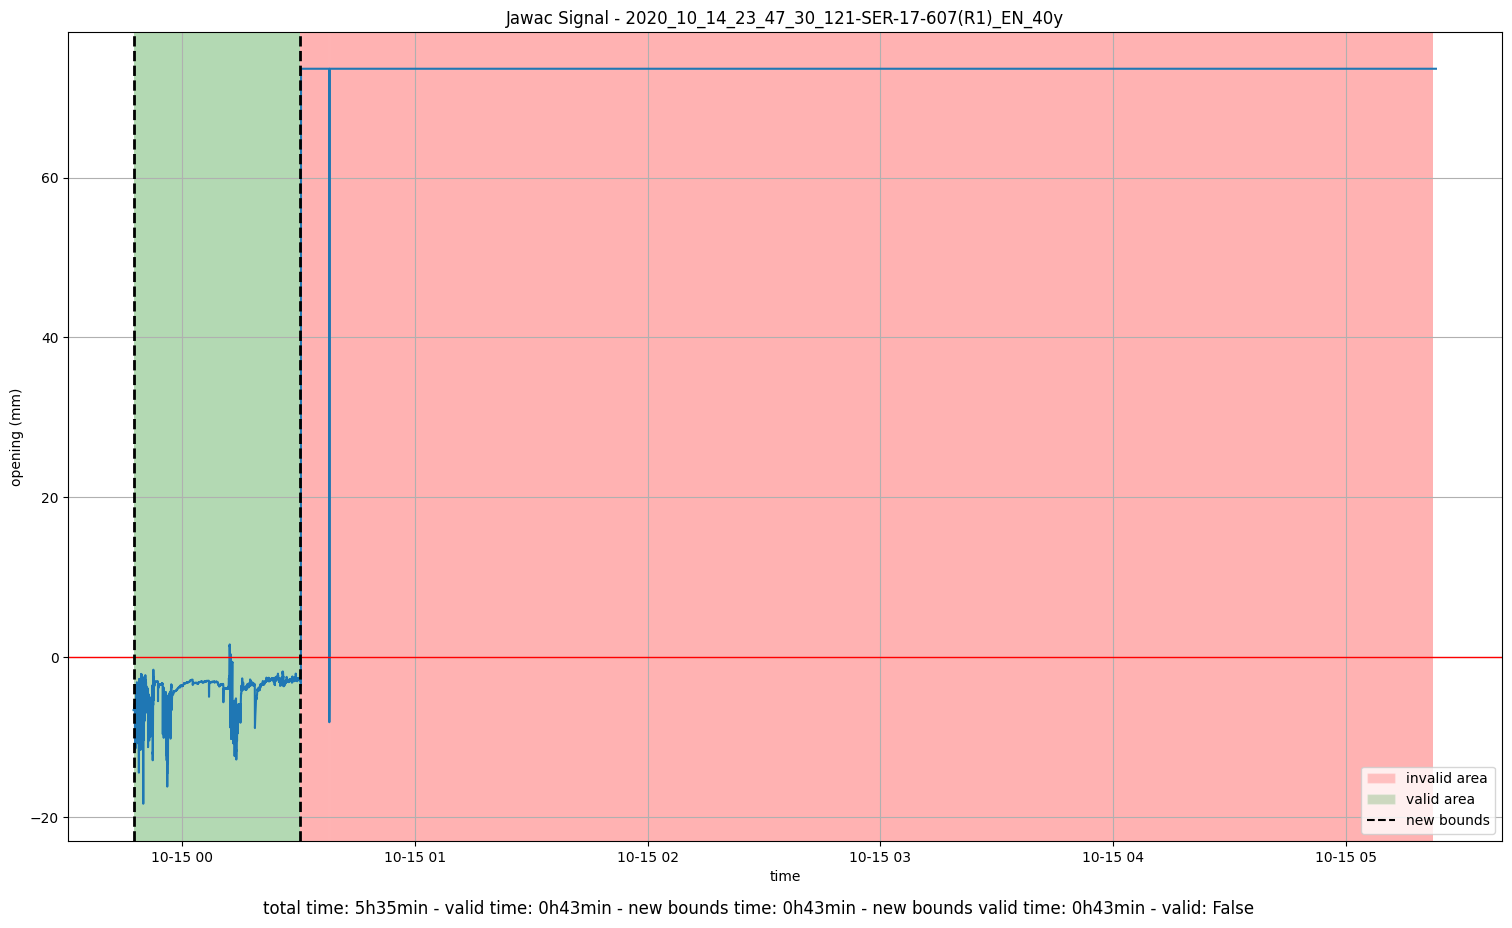 Jawac Signal - 2020_10_14_23_47_30_121-SER-17-607(R1)_EN_40y
opening (mm)
60
40
20
0
−20
invalid area
valid area
new bounds
10-15 00
10-15 01
10-15 02
10-15 03
10-15 04
10-15 05
time
total time: 5h35min - valid time: 0h43min - new bounds time: 0h43min - new bounds valid time: 0h43min - valid: False